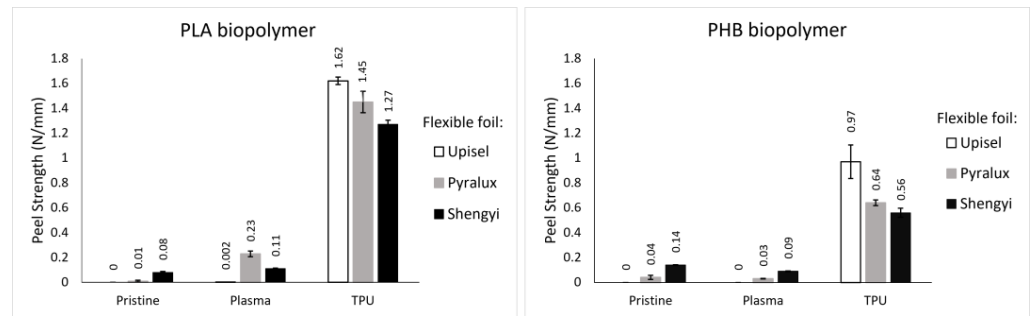 PLA biopolymer
Peel Strength (N/mm)
1.8
1.6
1.4
1.2
1
0.8
0.6
0.4
0.2
0
0
0.01
0.08
0.002
0.23
0.11
1.62
1.45
1.27
Pristine
Plasma
TPU
Flexible foil:
Upisel
Pyralux
Shengyi
PHB biopolymer
Peel Strength (N/mm)
1.8
1.6
1.4
1.2
1
0.8
0.6
0.4
0.2
0
0
0.04
0.14
0
0.03
0.09
0.97
0.64
0.56
Pristine
Plasma
TPU
Flexible foil:
Upisel
Pyralux
Shengyi